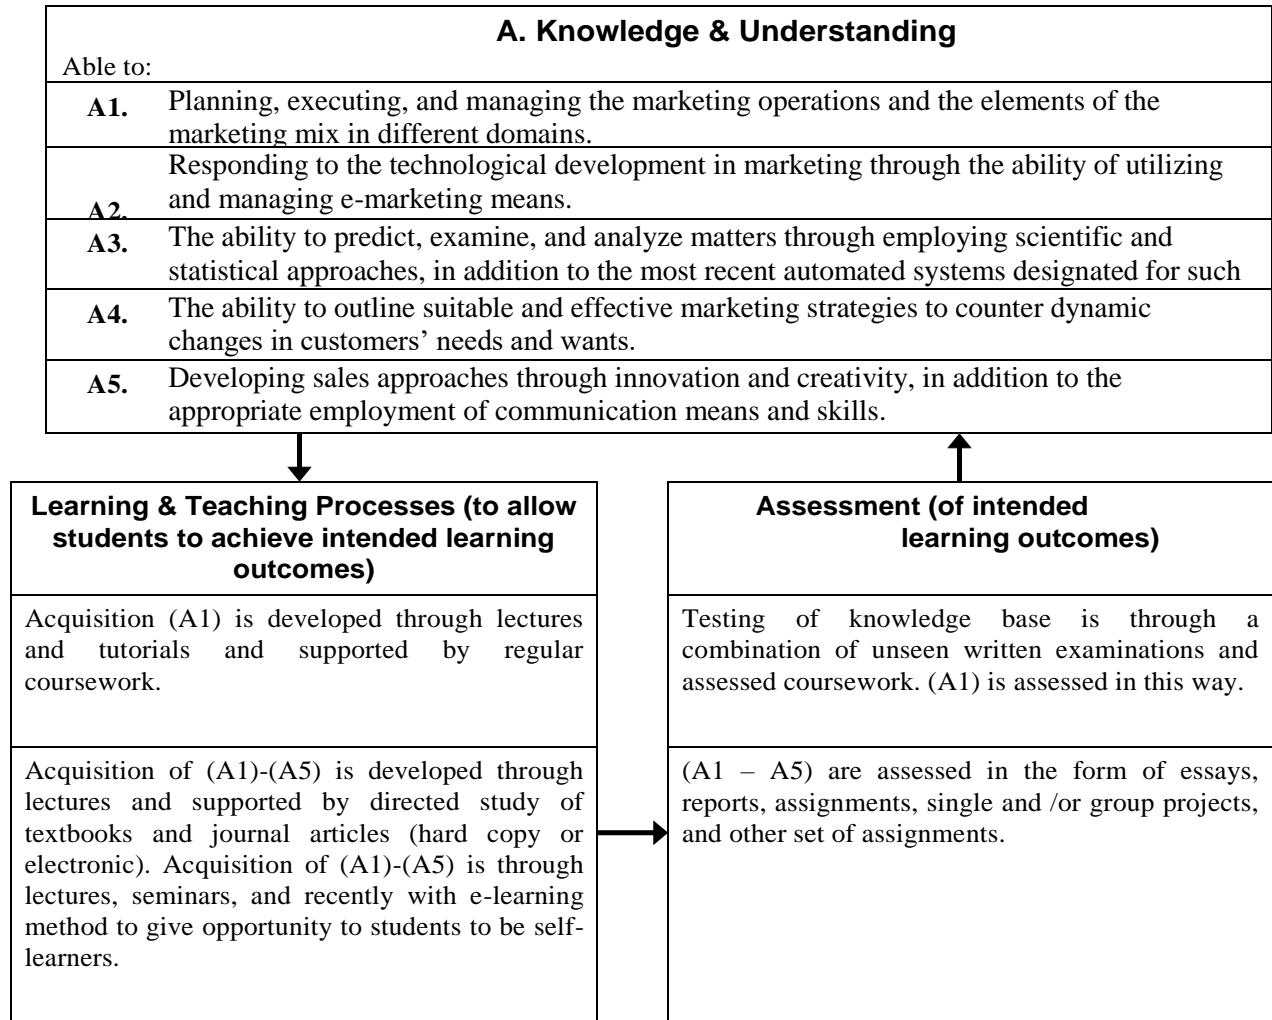 A. Knowledge & Understanding
Able to:
A1. Planning, executing, and managing the marketing operations and the elements of the
marketing mix in different domains.
Responding to the technological development in marketing through the ability of utilizing
A2. and managing e-marketing means.
A3. The ability to predict, examine, and analyze matters through employing scientific and
statistical approaches, in addition to the most recent automated systems designated for such
A4. The ability to outline suitable and effective marketing strategies to counter dynamic
changes in customers’ needs and wants.
A5. Developing sales approaches through innovation and creativity, in addition to the
appropriate employment of communication means and skills.
Learning & Teaching Processes (to allow
students to achieve intended learning
outcomes)
Acquisition (A1) is developed through lectures
and tutorials and supported by regular
coursework.
Acquisition of (A1)-(A5) is developed through
lectures and supported by directed study of
textbooks and journal articles (hard copy or
electronic). Acquisition of (A1)-(A5) is through
lectures, seminars, and recently with e-learning
method to give opportunity to students to be self-
learners.
Assessment (of intended
learning outcomes)
Testing of knowledge base is through a
combination of unseen written examinations and
assessed coursework. (A1) is assessed in this way.
(A1 – A5) are assessed in the form of essays,
reports, assignments, single and /or group projects,
and other set of assignments.